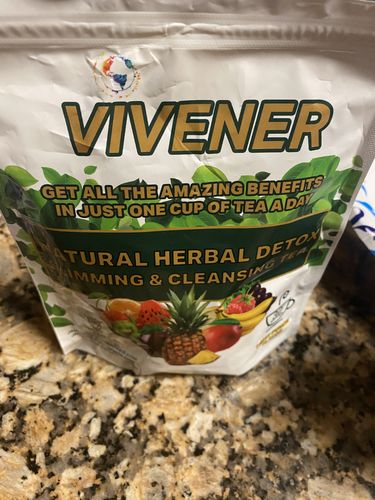 VIVENER
GET ALL THE AMAZING BENEFITS
IN JUST ONE CUP OF TEA A DAY
NATURAL HERBAL DETOX
SLIMMING & CLEANSING TEA